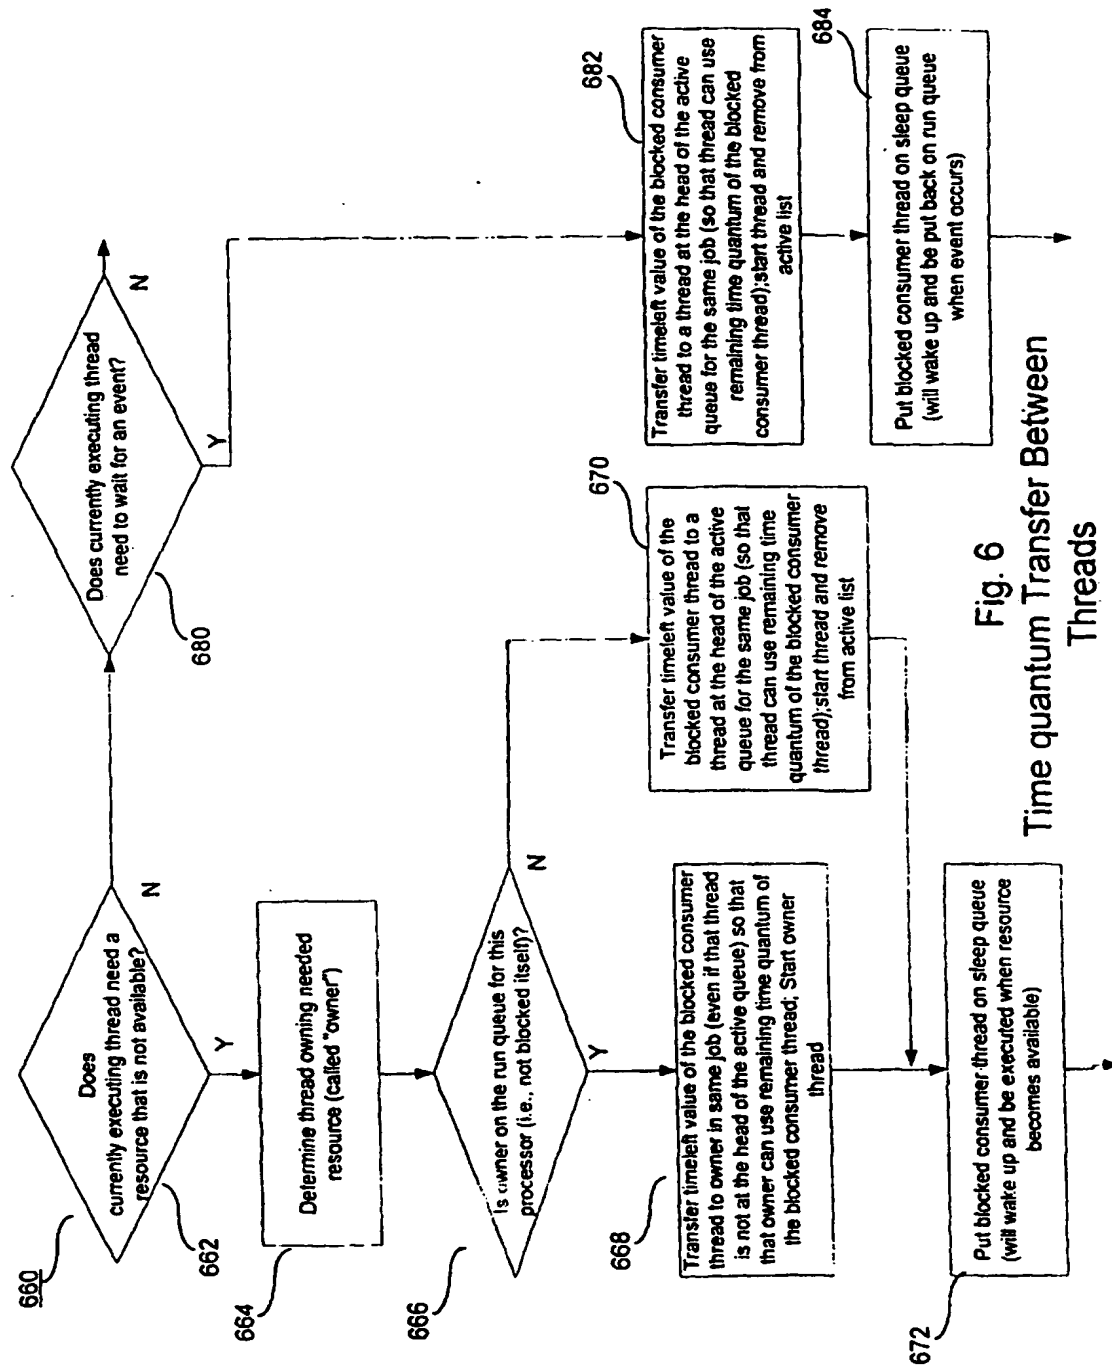 660
Does
currently executing thread need a
resource that is not available?
662
N
Y
Does currently executing thread
need to wait for an event?
680
N
Y
Determine thread owning needed
resource (called "owner")
664
Is owner on the run queue for this
processor (i.e., not blocked itself)?
666
N
Y
Transfer timeleft value of the blocked consumer
thread to owner in same job (even if that thread
is not at the head of the active queue) so that
that owner can use remaining time quantum of
the blocked consumer thread; Start owner
thread
668
Transfer timeleft value of the
blocked consumer thread to a
thread at the head of the active
queue for the same job (so that
thread can use remaining time
quantum of the blocked consumer
thread);start thread and remove
from active list
670
Transfer timeleft value of the blocked consumer
thread to a thread at the head of the active
queue for the same job (so that thread can use
remaining time quantum of the blocked
consumer thread);start thread and remove from
active list
682
Put blocked consumer thread on sleep queue
(will wake up and be executed when resource
becomes available)
672
Put blocked consumer thread on sleep queue
(will wake up and be put back on run queue
when event occurs)
684
Fig. 6
Time quantum Transfer Between
Threads